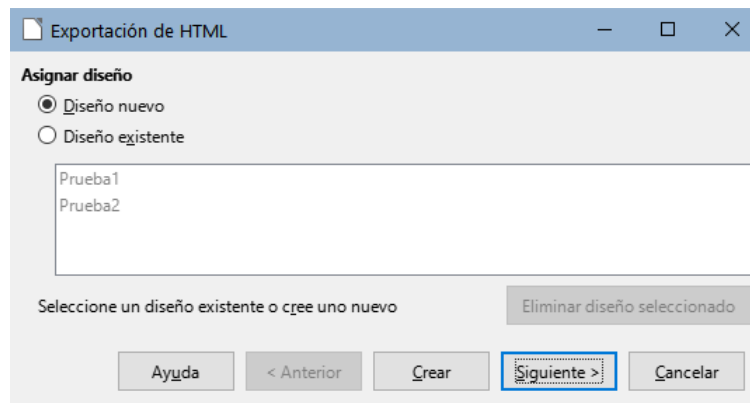 Exportación de HTML
Asignar diseño
Diseño nuevo
Diseño existente
Prueba1
Prueba2
Seleccione un diseño existente o cree uno nuevo
Eliminar diseño seleccionado
Ayuda
< Anterior
Crear
Siguiente >
Cancelar